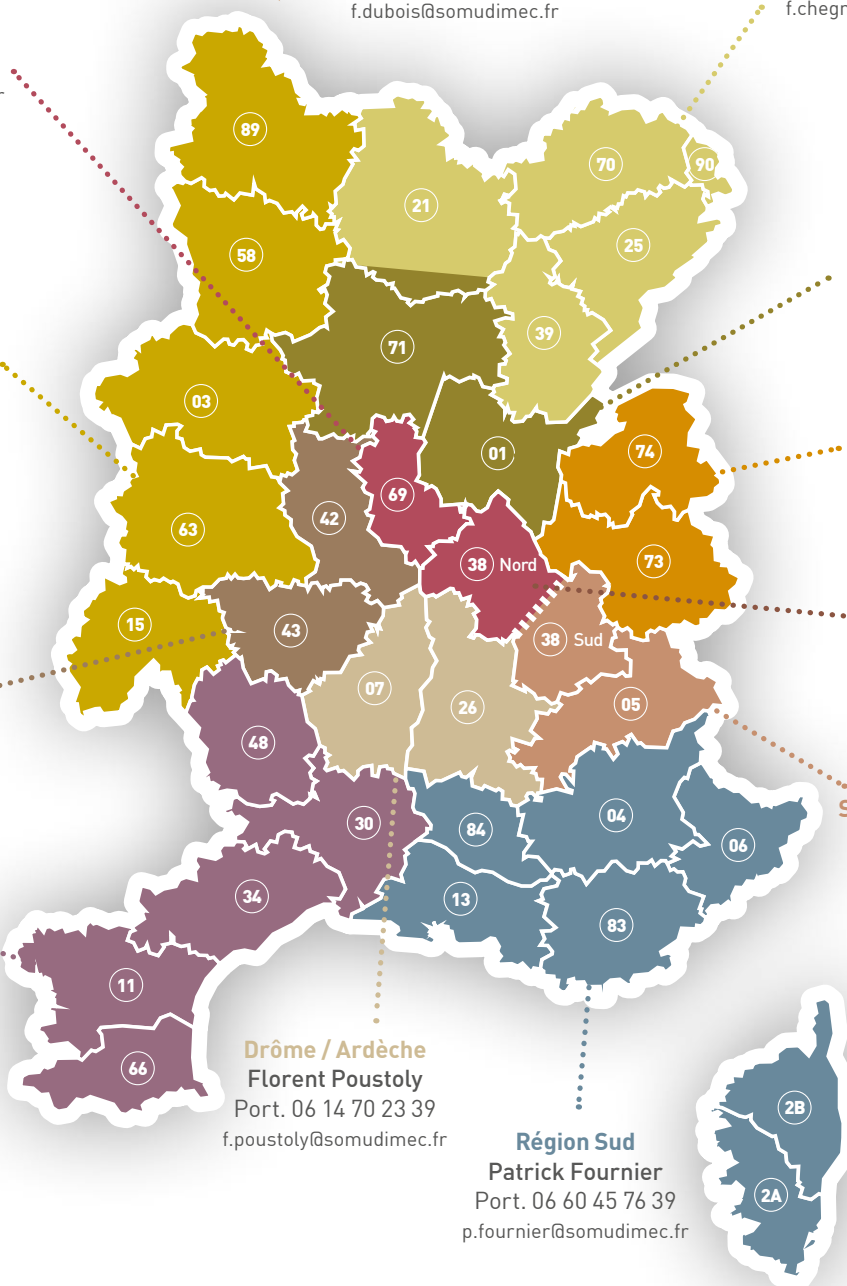 f.dubois@somudimec.fr
89
70
90
21
25
58
39
71
03
74
01
69
42
63
73
38 Nord
15
43
38 Sud
07
05
26
48
04
30
84
06
34
13
83
11
66
Drôme / Ardèche
Florent Poustoly
Port. 06 14 70 23 39
f.poustoly@somudimec.fr
2B
Région Sud
Patrick Fournier
Port. 06 60 45 76 39
p.fournier@somudimec.fr
2A